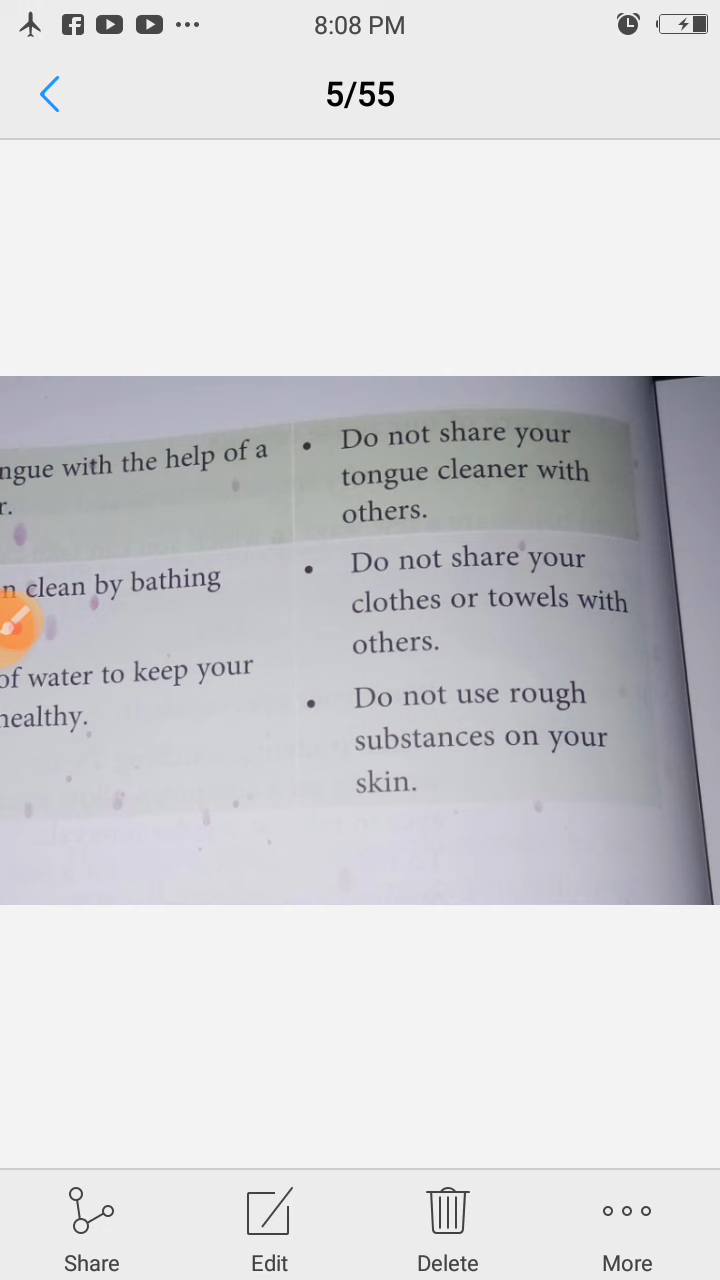 8:08 PM
5/55
ngue with the help of a
r.
n clean by bathing
of water to keep your
healthy.
• Do not share your
tongue cleaner with
others.
• Do not share your
clothes or towels with
others.
• Do not use rough
substances on your
skin.
Share Edit Delete More